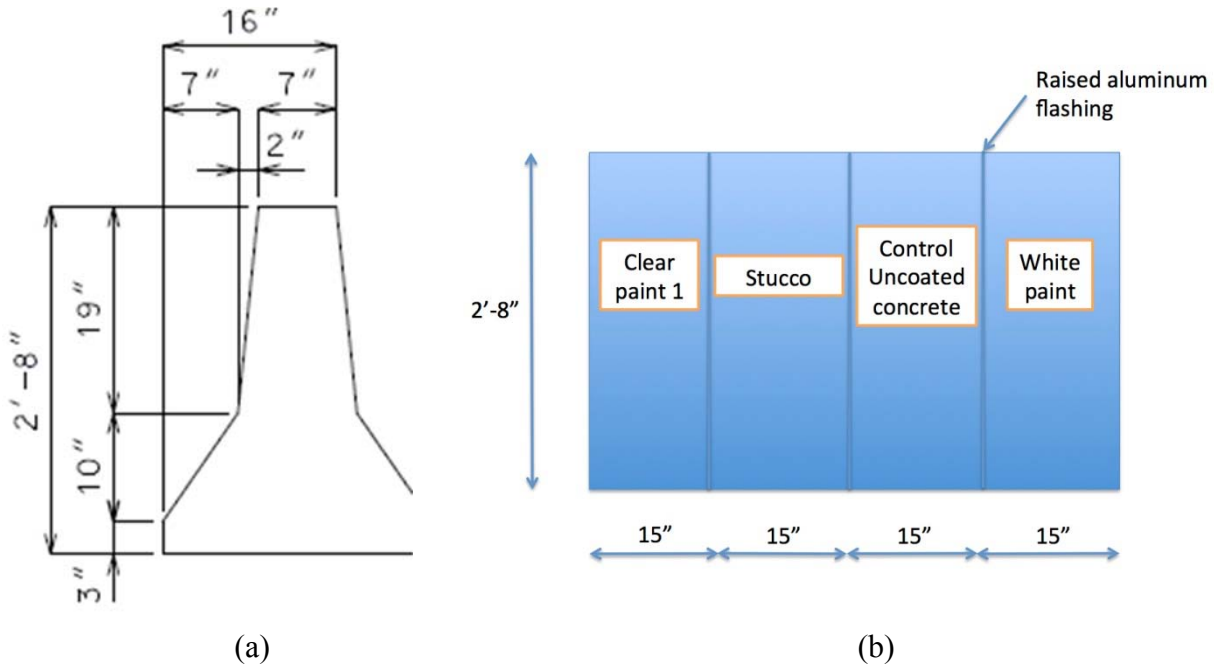 16″
7″
7″
2″
2′-8″
19″
10″
3″
(a)
Raised aluminum
flashing
2’-8”
Clear
paint 1
Stucco
Control
Uncoated
concrete
White
paint
15”
15”
15”
15”
(b)